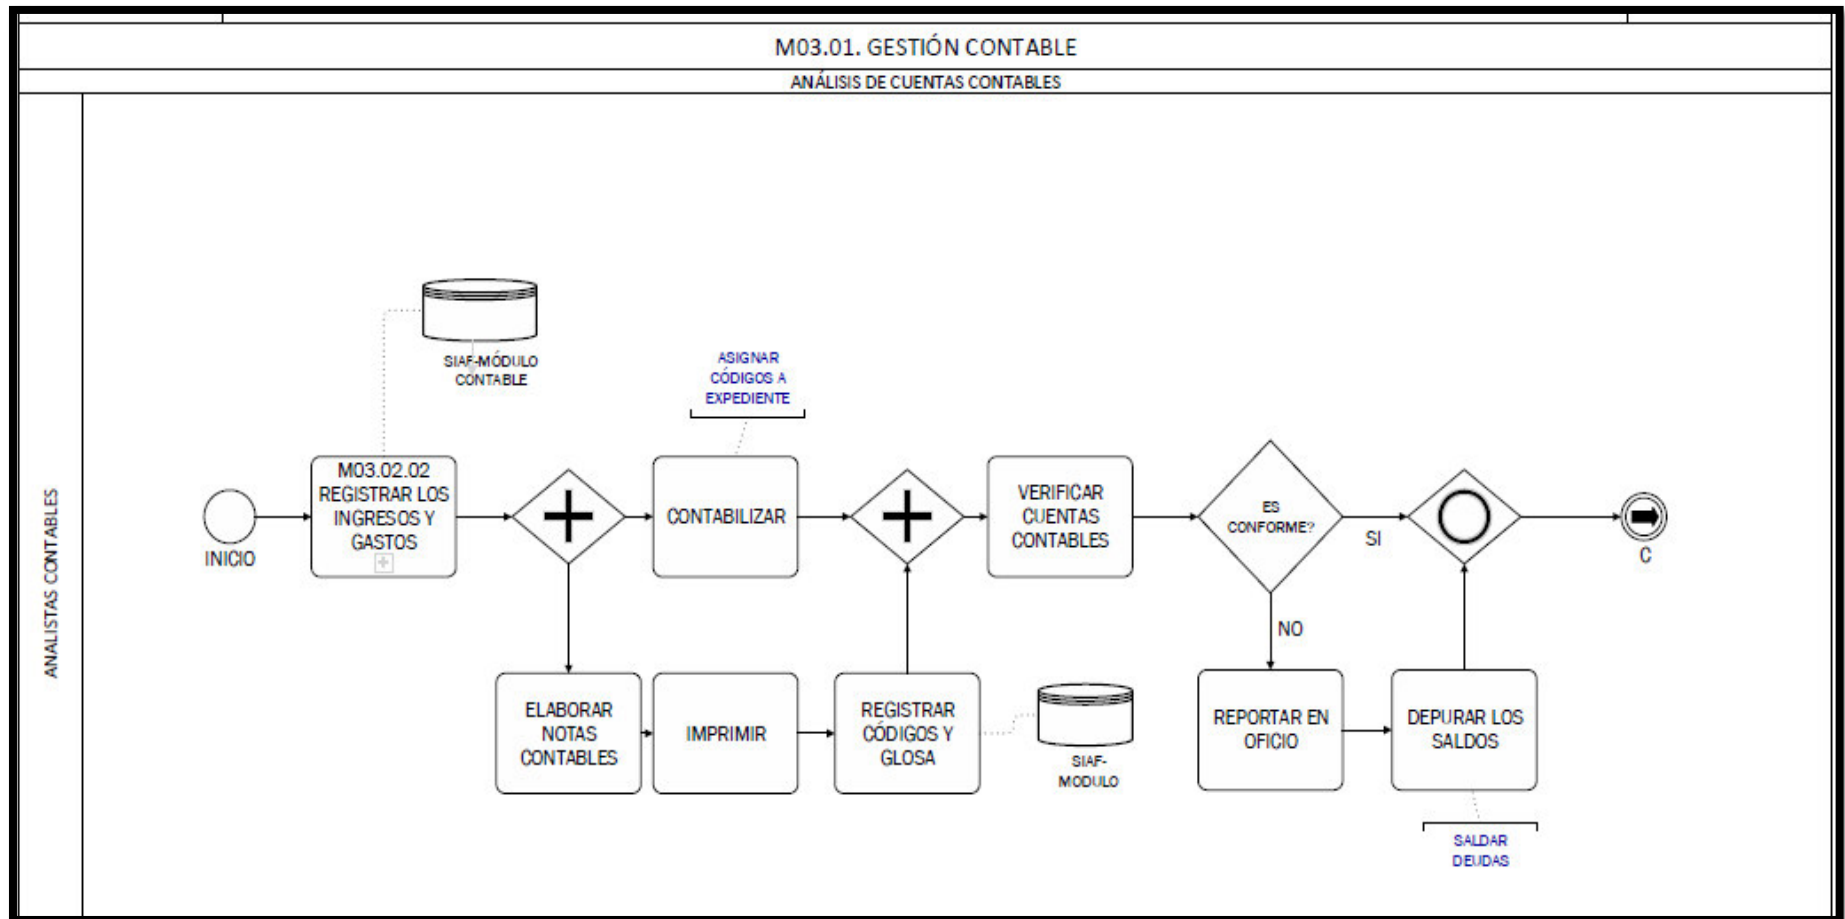 M03.01. GESTIÓN CONTABLE
ANÁLISIS DE CUENTAS CONTABLES
ANALISTAS CONTABLES
SIAF-MÓDULO
CONTABLE
ASIGNAR
CÓDIGOS A
EXPEDIENTE
INICIO
M03.02.02
REGISTRAR LOS
INGRESOS Y
GASTOS
CONTABILIZAR
VERIFICAR
CUENTAS
CONTABLES
ES
CONFORME?
SI
C
NO
ELABORAR
NOTAS
CONTABLES
IMPRIMIR
REGISTRAR
CÓDIGOS Y
GLOSA
SIAF-
MODULO
REPORTAR EN
OFICIO
DEPURAR LOS
SALDOS
SALDAR
DEUDAS